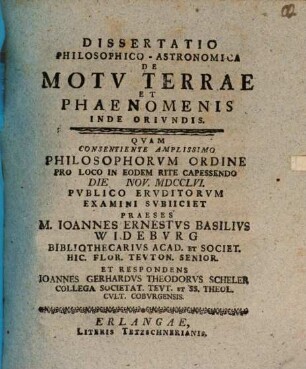 DISSERTATIO
PHILOSOPHICO-ASTRONOMICA
DE
MOTV TERRAE
ET
PHAENOMENIS
INDE ORIVNDIS.
QVAM
CONSENTIENTE AMPLISSIMO
PHILOSOPHORVM ORDINE
PRO LOCO IN EODEM RITE CAPESSENDO
DIE NOV. MDCCLVI.
PVBLICO ERVDITORVM
EXAMINI SVBIICIET
PRAESES
M. IOANNES ERNESTVS BASILIVS
WIDEBVRG
BIBLIOTHECARIVS ACAD. ET SOCIET.
HIC. FLOR. TEVTON. SENIOR.
ET RESPONDENS
IOANNES GERHARDVS THEODORVS SCHELER
COLLEGA SOCIETAT. TEVT. ET SS. THEOL.
CVLT. COBVRGENSIS.
ERLANGAE,
LITERIS TETZSCHNERIANIS.